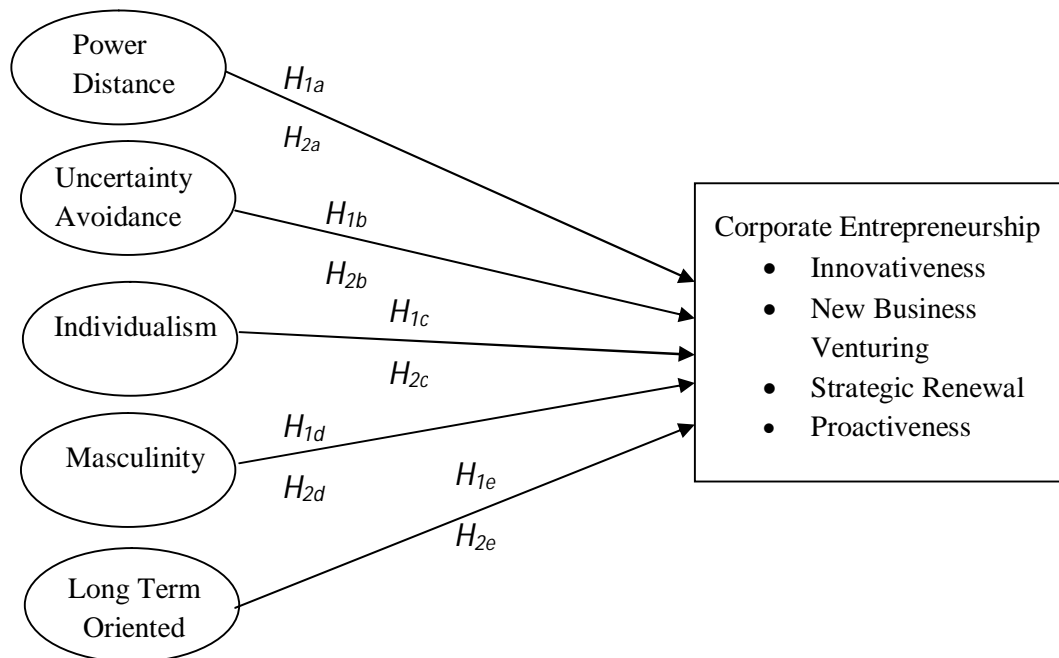 Power
Distance
H1a
H2a
Uncertainty
Avoidance
H1b
H2b
Individualism
H1c
H2c
Masculinity
H1d
H2d
Long Term
Oriented
H1e
H2e
Corporate Entrepreneurship
• Innovativeness
• New Business
Venturing
• Strategic Renewal
• Proactiveness